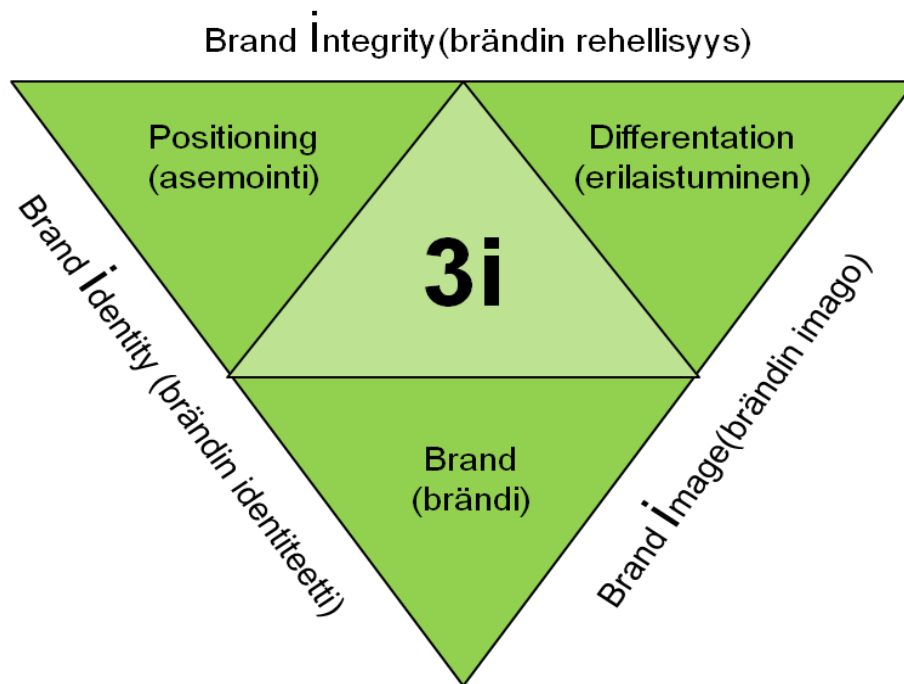 Brand integrity(brändin rehellisyys)
Positioning
(asemointi)
Differentation
(erilaistuminen)
3i
Brand identity (brändin identiteetti)
Brand image(brändin imago)
Brand
(brändi)